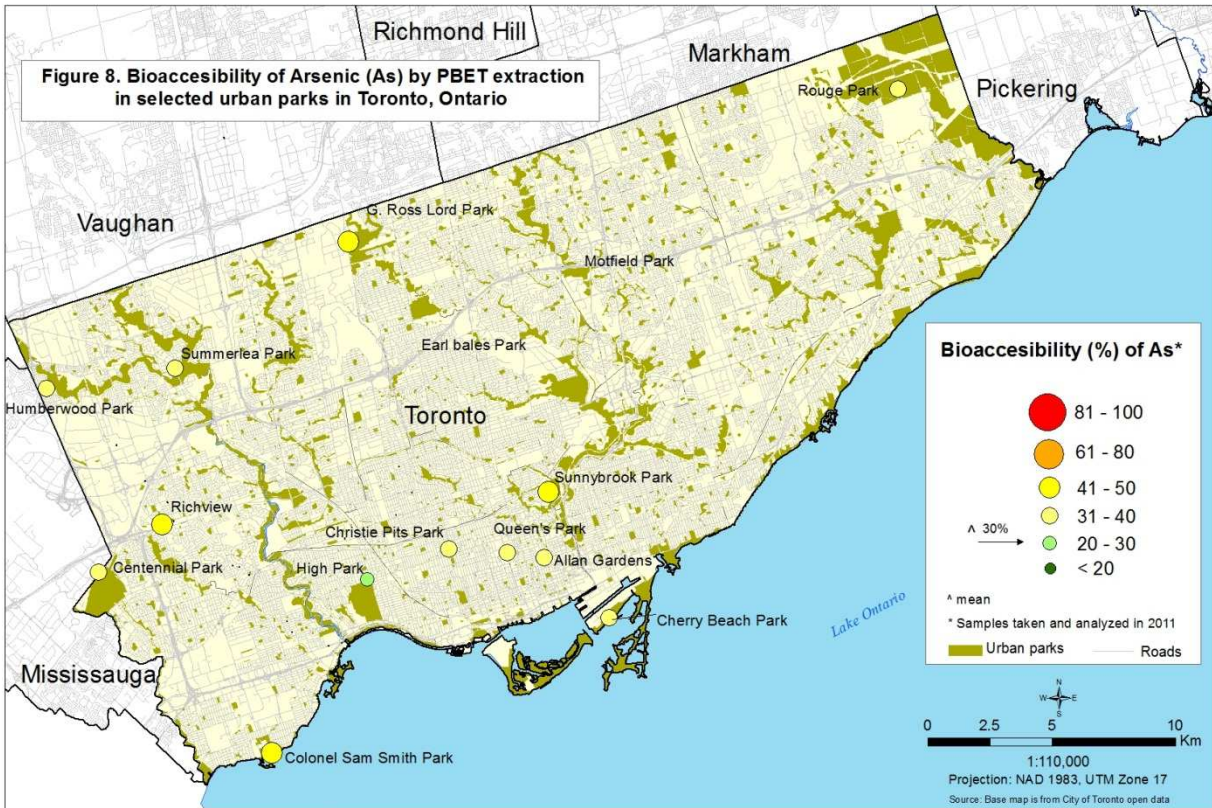 Richmond Hill
Markham
Figure 8. Bioaccesibility of Arsenic (As) by PBET extraction
in selected urban parks in Toronto, Ontario
Rouge Park
Pickering
Vaughan
G. Ross Lord Park
Motfield Park
Summerlea Park
Earl bales Park
Humberwood Park
Toronto
Sunnybrook Park
Richview
Christie Pits Park
Queen's Park
Centennial Park
High Park
Allan Gardens
Cherry Beach Park
Lake Ontario
Mississauga
Colonel Sam Smith Park
Bioaccesibility (%) of As*
81 - 100
61 - 80
41 - 50
31 - 40
^ 30%
20 - 30
< 20
^ mean
* Samples taken and analyzed in 2011
Urban parks
Roads
N
W E
S
0 2.5 5 10
Km
1:110,000
Projection: NAD 1983, UTM Zone 17
Source: Base map is from City of Toronto open data